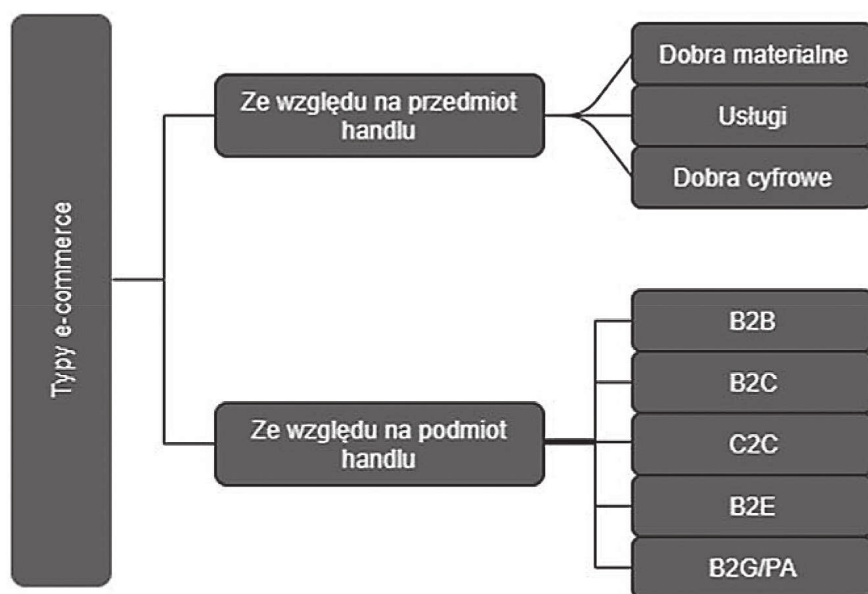 Typy e-commerce
Ze względu na przedmiot
handlu
Dobra materialne
Usługi
Dobra cyfrowe
Ze względu na podmiot
handlu
B2B
B2C
C2C
B2E
B2G/PA